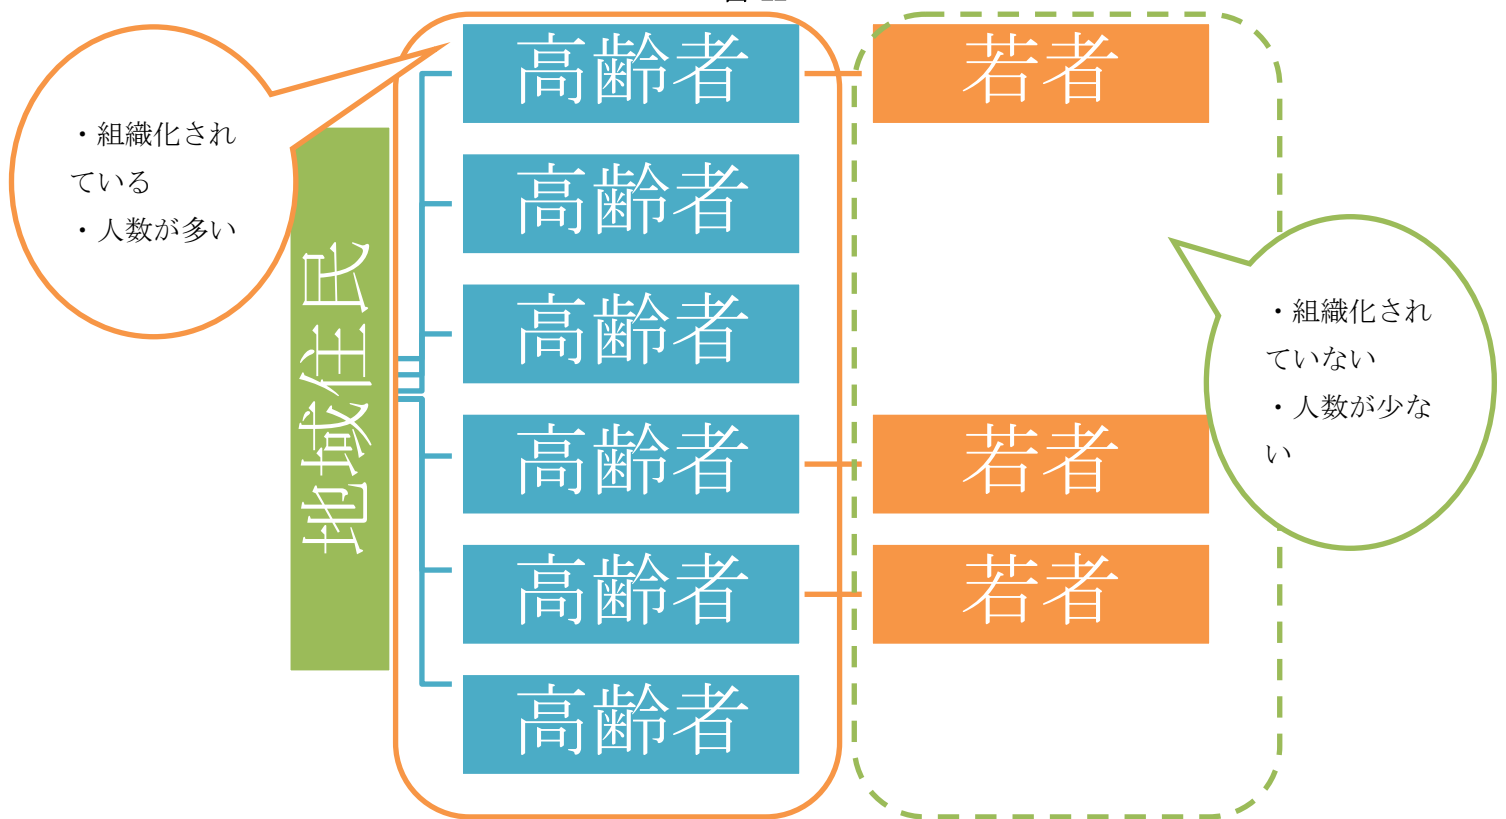 ・組織化され
ている
・人数が多い
地域住民
高齢者
若者
高齢者
高齢者
高齢者
若者
高齢者
若者
高齢者
・組織化され
ていない
・人数が少な
い